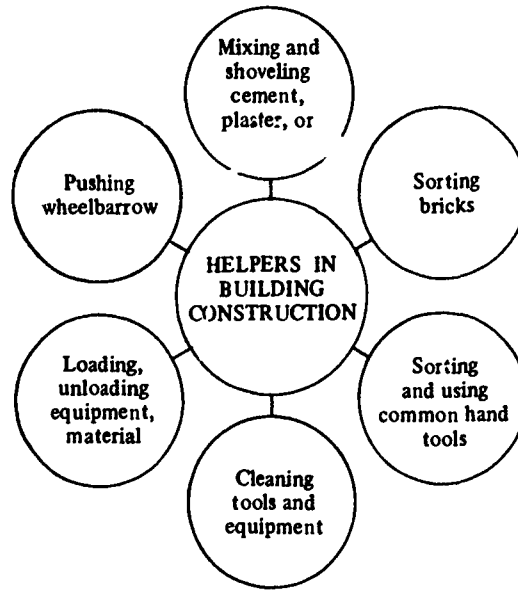 Mixing and
shoveling
cement,
plaster, or
Pushing
wheelbarrow
Sorting
bricks
HELPERS IN
BUILDING
CONSTRUCTION
Loading,
unloading
equipment,
material
Sorting
and using
common hand
tools
Cleaning
tools and
equipment